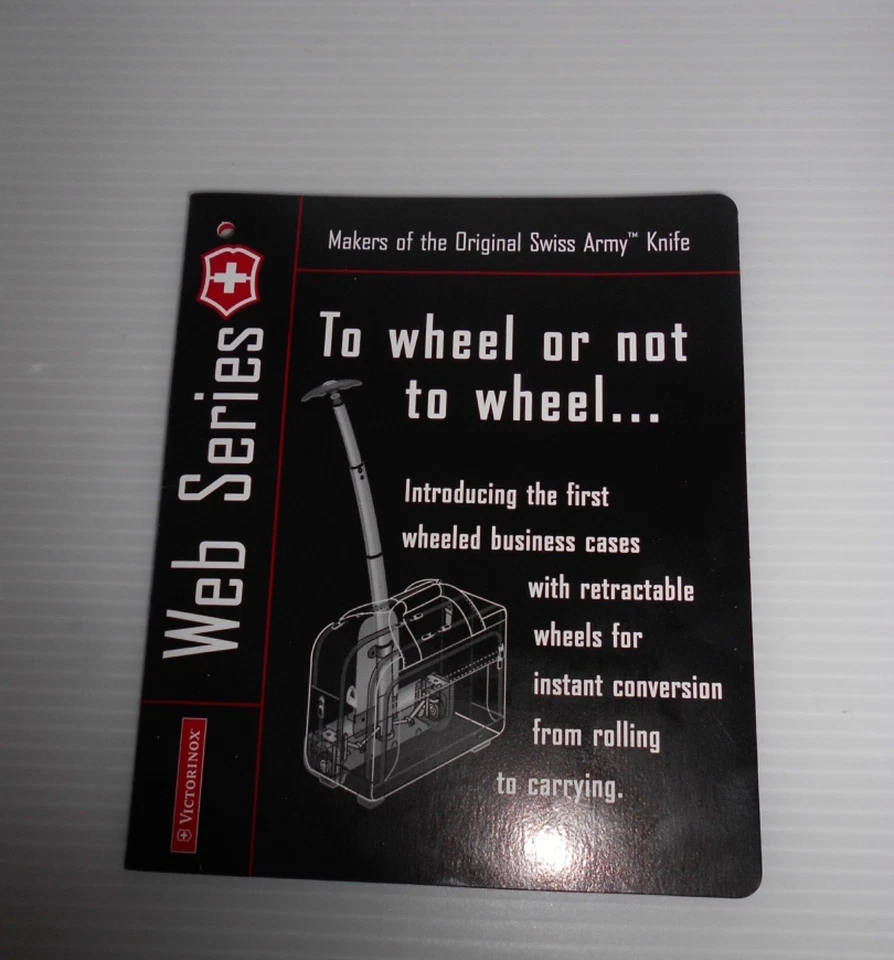 Makers of the Original Swiss Army™ Knife
To wheel or not
to wheel...
Introducing the first
wheeled business cases
with retractable
wheels for
instant conversion
from rolling
to carrying.
Web Series
VICTORINOX